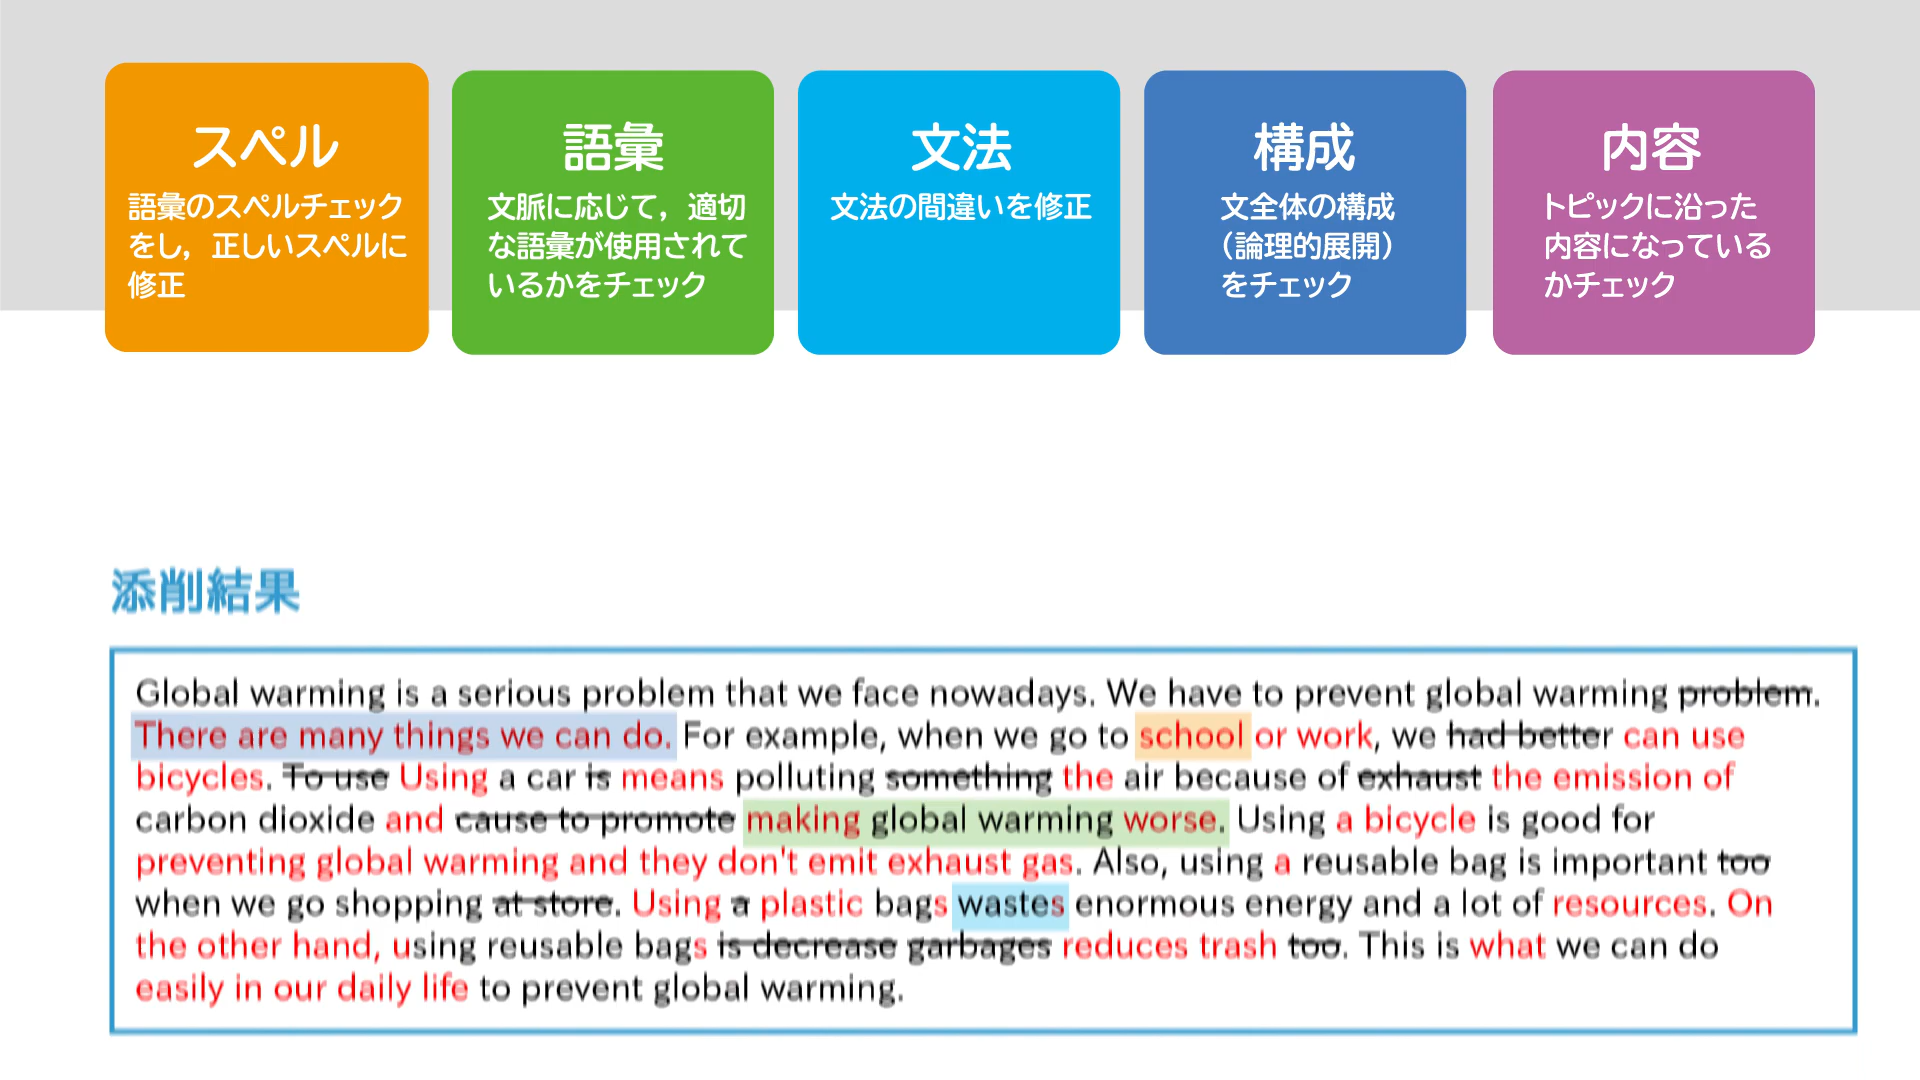 スペル
語彙のスペルチェック
をし，正しいスペルに
修正
語彙
文脈に応じて，適切
な語彙が使用されて
いるかをチェック
文法
文法の間違いを修正
構成
文全体の構成
（論理的展開）
をチェック
内容
トピックに沿った
内容になっている
かチェック
添削結果
Global warming is a serious problem that we face nowadays. We have to prevent global warming problem.
There are many things we can do. For example, when we go to school or work, we had better can use
bicycles. To use Using a car is means polluting something the air because of exhaust the emission of
carbon dioxide and cause to promote making global warming worse. Using a bicycle is good for
preventing global warming and they don't emit exhaust gas. Also, using a reusable bag is important too
when we go shopping at store. Using a plastic bags wastes enormous energy and a lot of resources. On
the other hand, using reusable bags is decrease garbages reduces trash too. This is what we can do
easily in our daily life to prevent global warming.